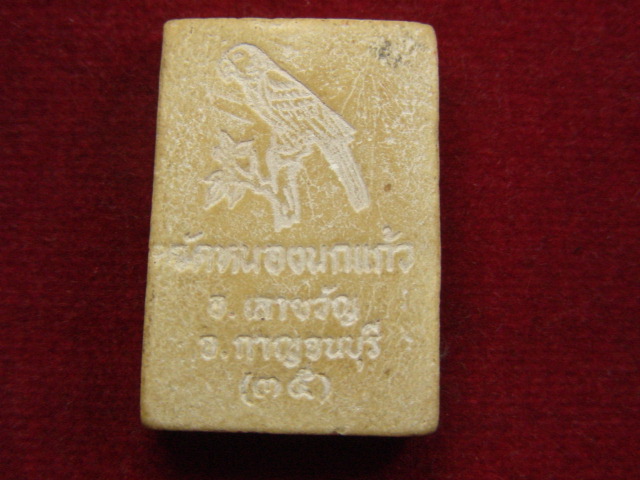 วัดหนองนกแก้ว
อ.เลาขวัญ
จ.กาญจนบุรี
(๓๕)